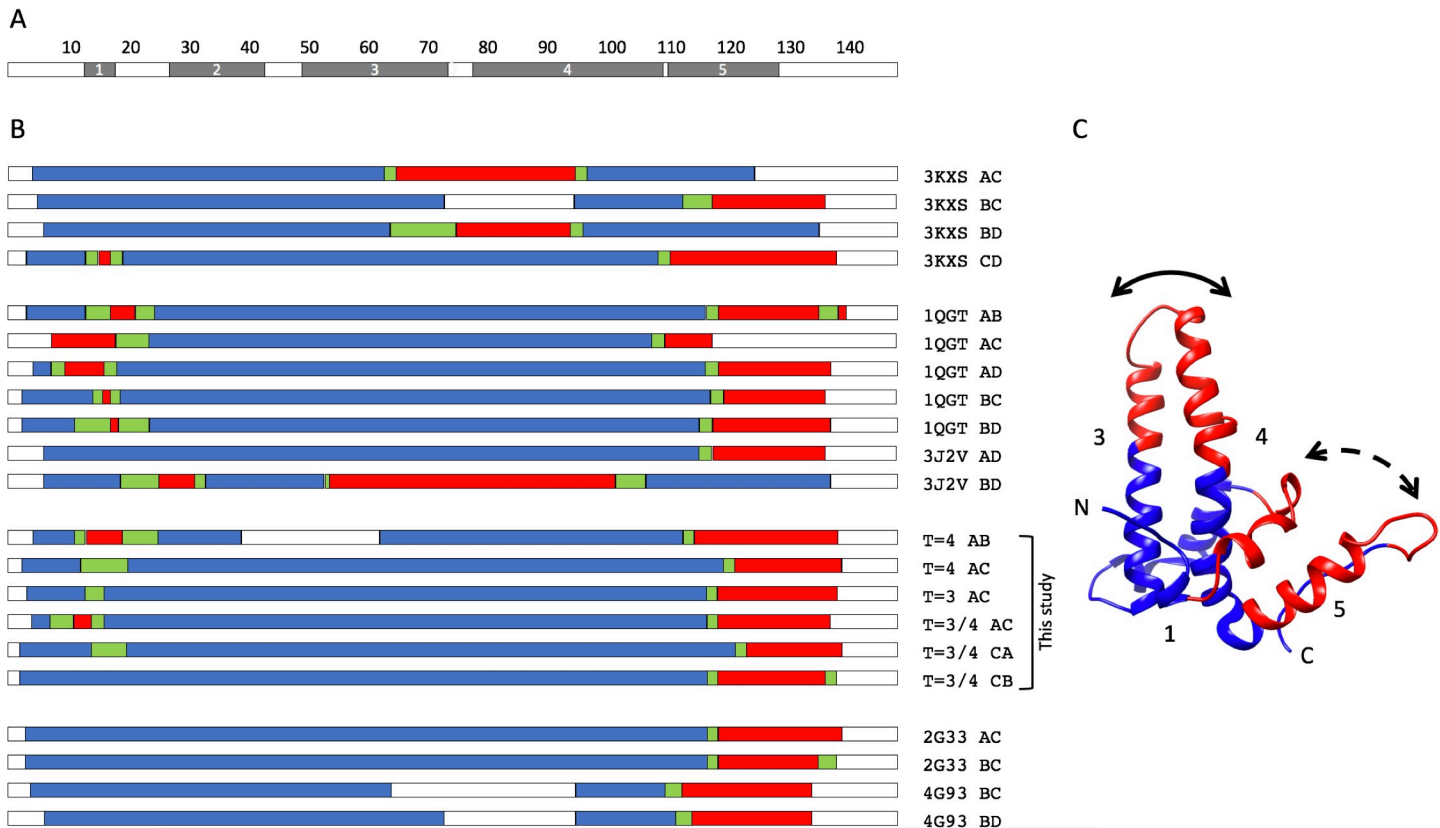 A
10 20 30 40 50 60 70 80 90 100 110 120 130 140
1 2 3 4 5
B
3KXS AC
3KXS BC
3KXS BD
3KXS CD
1QGT AB
1QGT AC
1QGT AD
1QGT BC
1QGT BD
3J2V AD
3J2V BD
T=4 AB
T=4 AC
T=3 AC
T=3/4 AC
T=3/4 CA
T=3/4 CB
This study
2G33 AC
2G33 BC
4G93 BC
4G93 BD
C
3
4
N
5
1
C